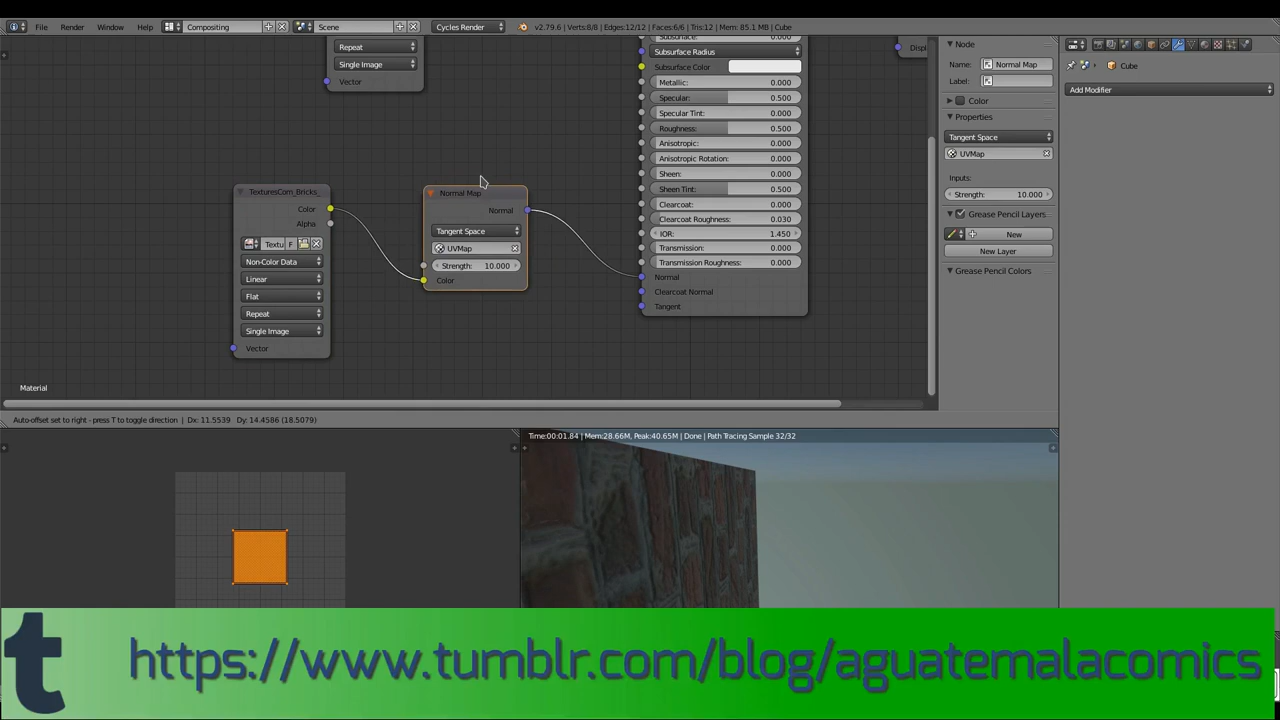 File Render Window Help Compositing Scene Cycles Render v2.79.6 | Verts:8/8 | Edges:12/12 | Faces:6/6 | Tris:12 | Mem: 85.1 MB | Cube
Repeat
Single Image
Vector
0.000
Subsurface Radius
Subsurface Color
Metallic: 0.000
Specular: 0.500
Specular Tint: 0.000
Roughness: 0.500
Anisotropic: 0.000
Anisotropic Rotation: 0.000
Sheen: 0.000
Sheen Tint: 0.500
Clearcoat: 0.000
Clearcoat Roughness: 0.030
IOR: 1.450
Transmission: 0.000
Transmission Roughness: 0.000
Normal
Clearcoat Normal
Tangent
Displ
TexturesCom_Bricks
Color
Alpha
Textu F
Non-Color Data
Linear
Flat
Repeat
Single Image
Vector
Normal Map
Normal
Tangent Space
UVMap
Strength: 10.000
Color
Material
Node
Name: Normal Map
Label:
Color
Properties
Tangent Space
UVMap
Inputs:
Strength: 10.000
Grease Pencil Layers
New
New Layer
Grease Pencil Colors
Cube
Add Modifier
Auto-offset set to right - press T to toggle direction | Dx: 11.5539 Dy: 14.4586 (18.5079)
Time:00:01.84 | Mem:28.66M, Peak:40.65M | Done | Path Tracing Sample 32/32
t
https://www.tumblr.com/blog/aguatemalacomics